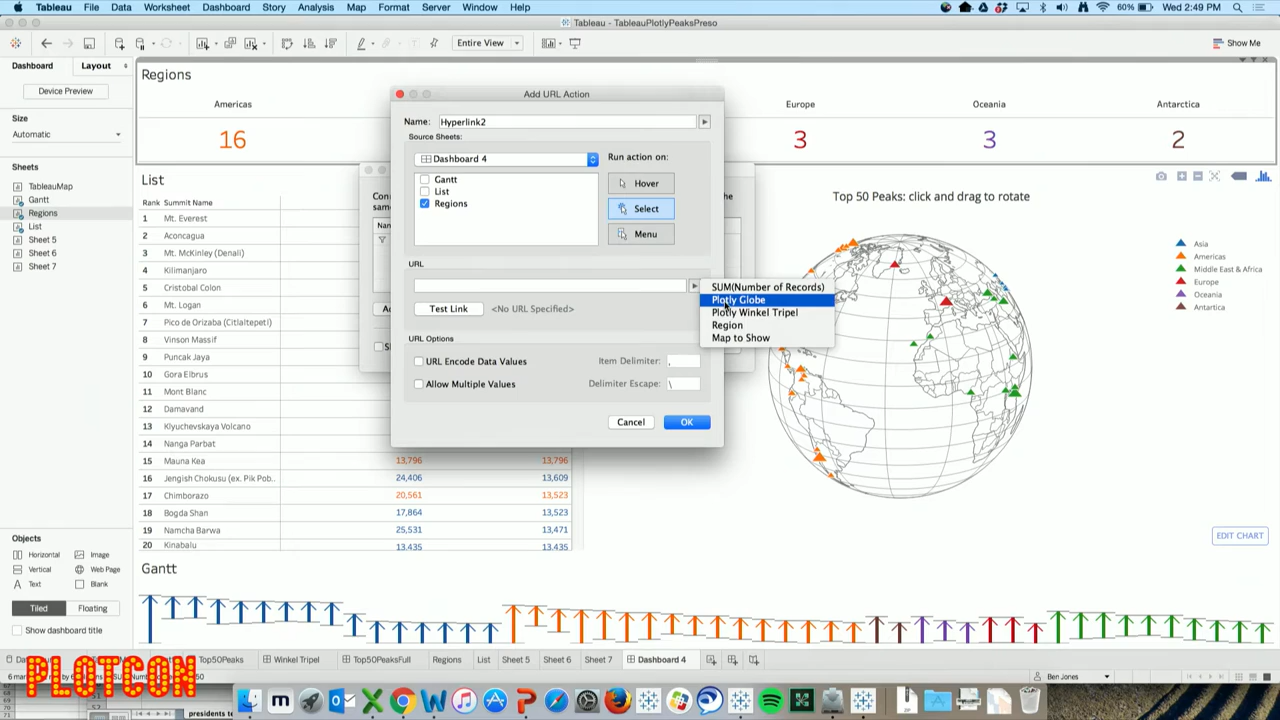 Tableau File Data Worksheet Dashboard Story Analysis Map Format Server Window Help 60% Wed 2:49 PM
Tableau - TableauPlotlyPeaksPreso
Entire View Show Me
Dashboard Layout
Device Preview
Size
Automatic
Sheets
TableauMap
Gantt
Regions
List
Sheet 5
Sheet 6
Sheet 7
Objects
Horizontal Image
Vertical Web Page
Text Blank
Tiled Floating
Show dashboard title
Regions
Americas Europe Oceania Antarctica
16 3 3 2
List
Rank Summit Name
1 Mt. Everest
2 Aconcagua
3 Mt. McKinley (Denali)
4 Kilimanjaro
5 Cristobal Colon
6 Mt. Logan
7 Pico de Orizaba (Citlaltepetl)
8 Vinson Massif
9 Puncak Jaya
10 Gora Elbrus
11 Mont Blanc
12 Damavand
13 Klyuchevskaya Volcano
14 Nanga Parbat
15 Mauna Kea 13,796 13,796
16 Jengish Chokusu (ex. Pik Pob.. 24,406 13,609
17 Chimborazo 20,561 13,523
18 Bogda Shan 17,864 13,523
19 Namcha Barwa 25,531 13,471
20 Kinabalu 13,435 13,435
Add URL Action
Name: Hyperlink2
Source Sheets:
Dashboard 4
Gantt
List
Regions
Run action on:
Hover
Select
Menu
URL
Test Link <No URL Specified>
URL Options
URL Encode Data Values Item Delimiter: ,
Allow Multiple Values Delimiter Escape: \
Cancel OK
SUM(Number of Records)
Plotly Globe
Plotly Winkel Tripel
Region
Map to Show
Con
sam
Nam
the
Top 50 Peaks: click and drag to rotate
Asia
Americas
Middle East & Africa
Europe
Oceania
Antartica
EDIT CHART
Gantt
Top50Peaks Winkel Tripel Top50PeaksFull Regions List Sheet 5 Sheet 6 Sheet 7 Dashboard 4
Ben Jones
PLOTCON
presidents te